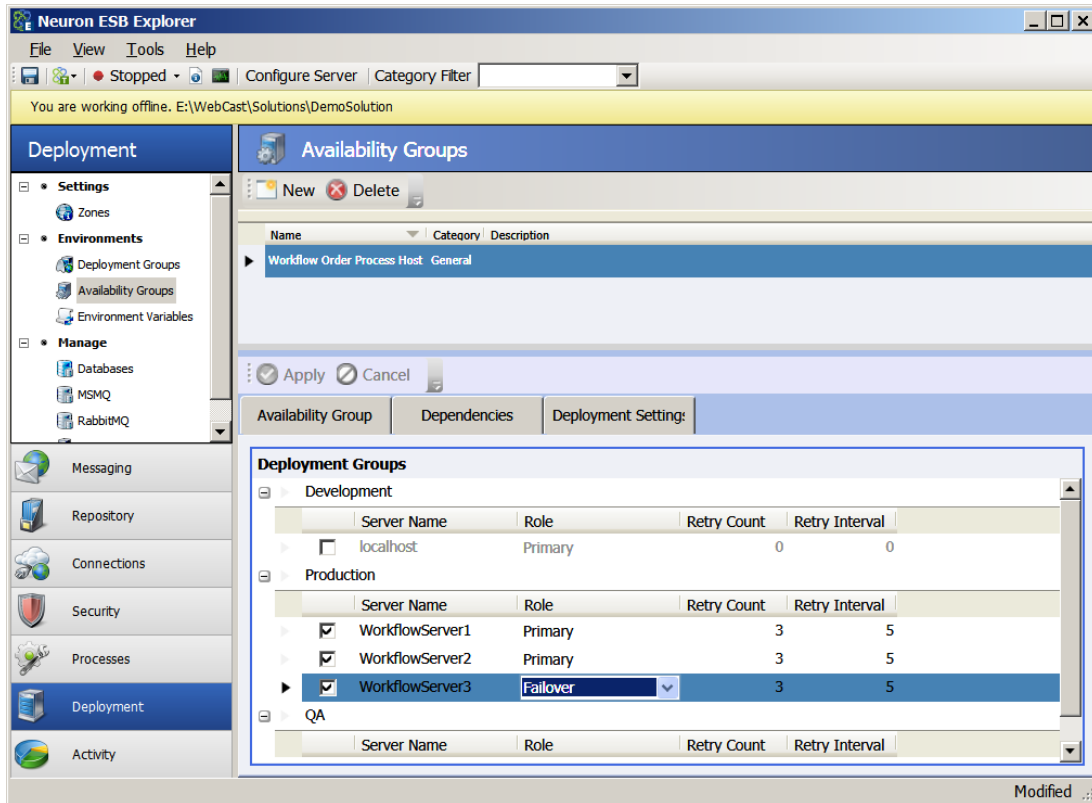 Neuron ESB Explorer
File View Tools Help
Stopped Configure Server Category Filter
You are working offline. E:\WebCast\Solutions\DemoSolution
Deployment
Settings
Zones
Environments
Deployment Groups
Availability Groups
Environment Variables
Manage
Databases
MSMQ
RabbitMQ
Messaging
Repository
Connections
Security
Processes
Deployment
Activity
Availability Groups
New Delete
Name Category Description
Workflow Order Process Host General
Apply Cancel
Availability Group Dependencies Deployment Settings
Deployment Groups
Development
Server Name Role Retry Count Retry Interval
localhost Primary 0 0
Production
Server Name Role Retry Count Retry Interval
WorkflowServer1 Primary 3 5
WorkflowServer2 Primary 3 5
WorkflowServer3 Failover 3 5
QA
Server Name Role Retry Count Retry Interval
Modified